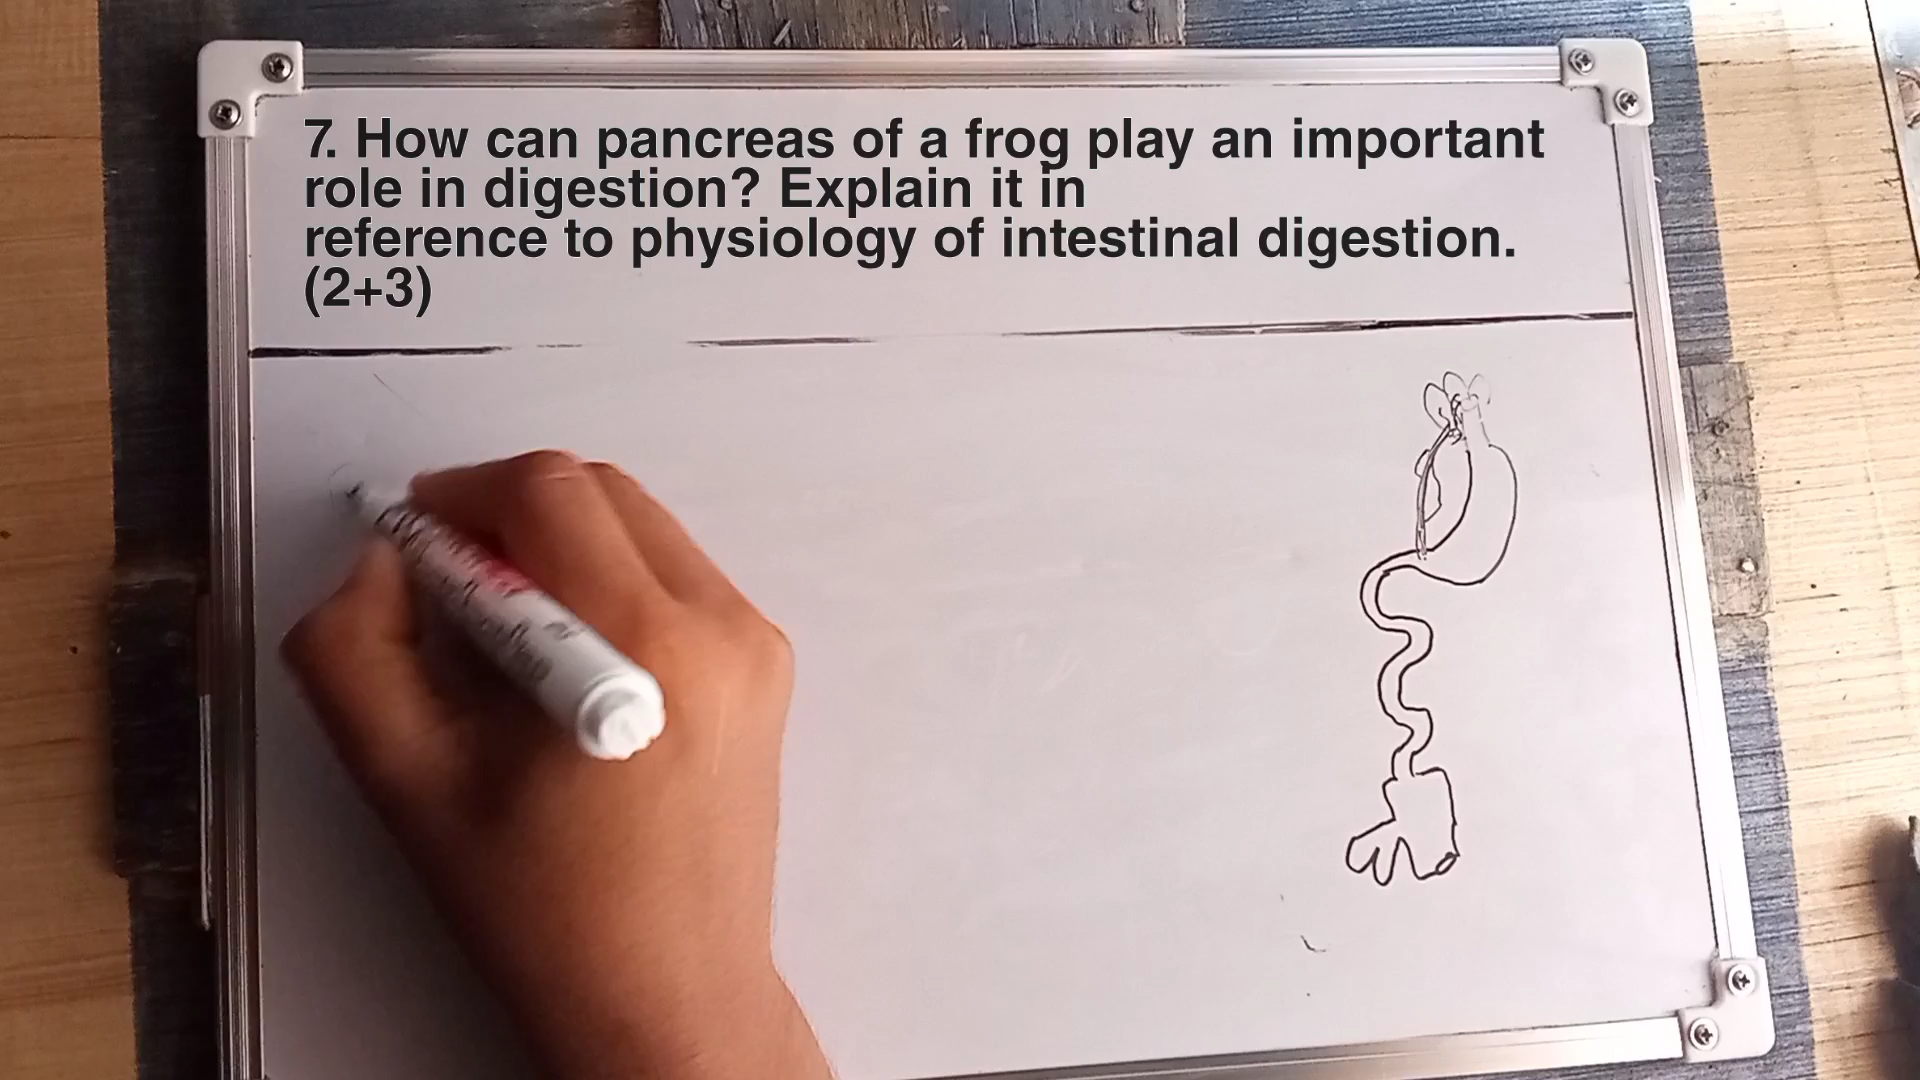 7. How can pancreas of a frog play an important
role in digestion? Explain it in
reference to physiology of intestinal digestion.
(2+3)